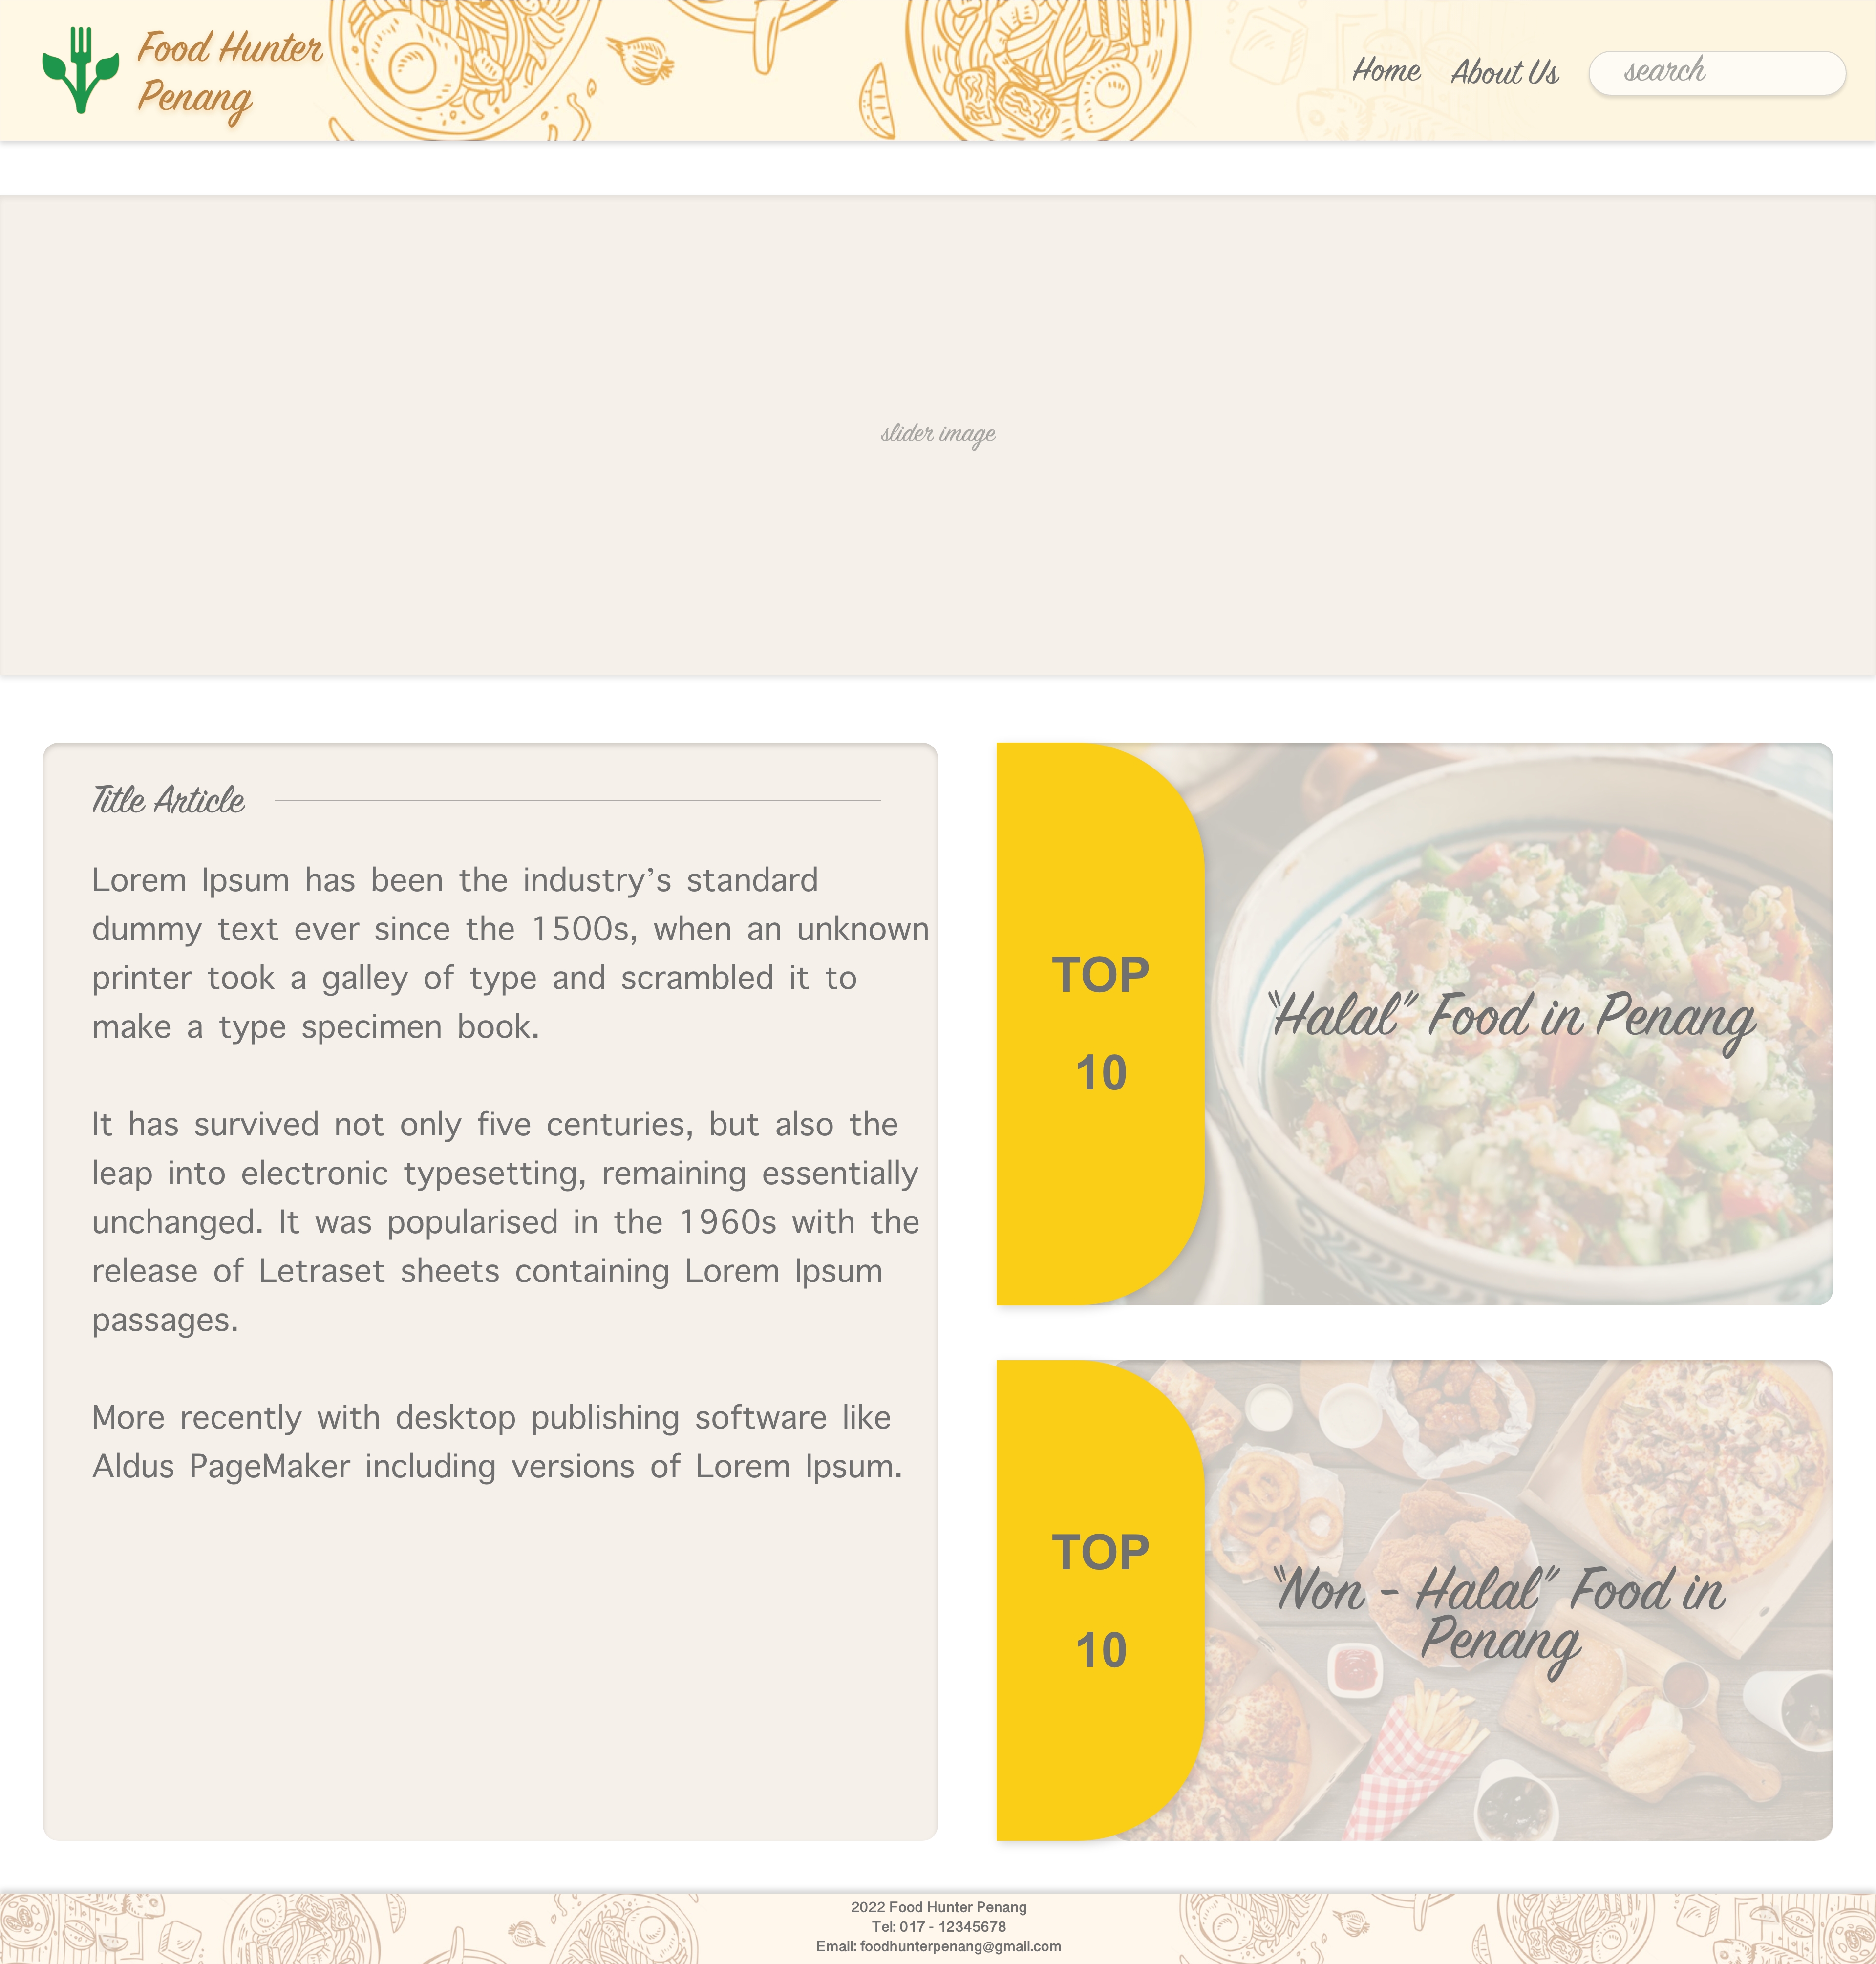 Food Hunter
Penang
Home
About Us
search
slider image
Title Article
Lorem Ipsum has been the industry’s standard
dummy text ever since the 1500s, when an unknown
printer took a galley of type and scrambled it to
make a type specimen book.
It has survived not only five centuries, but also the
leap into electronic typesetting, remaining essentially
unchanged. It was popularised in the 1960s with the
release of Letraset sheets containing Lorem Ipsum
passages.
More recently with desktop publishing software like
Aldus PageMaker including versions of Lorem Ipsum.
TOP
10
"Halal" Food in Penang
TOP
10
"Non - Halal" Food in
Penang
2022 Food Hunter Penang
Tel: 017 - 12345678
Email: foodhunterpenang@gmail.com